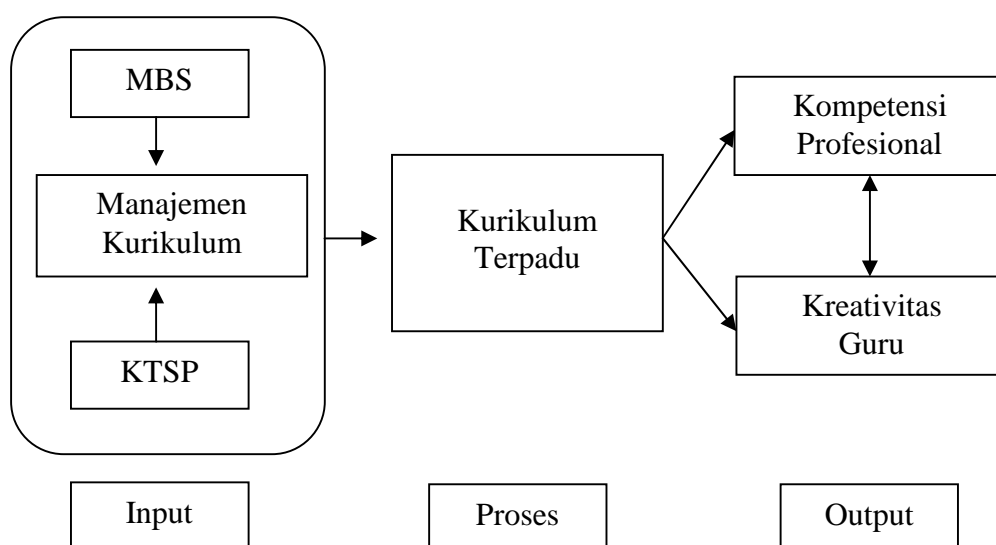 MBS
Manajemen
Kurikulum
KTSP
Kurikulum
Terpadu
Kompetensi
Profesional
Kreativitas
Guru
Input
Proses
Output